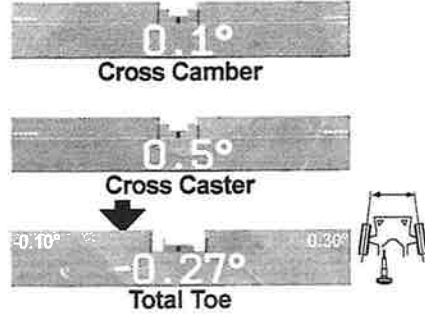 0.1°
Cross Camber
0.5°
Cross Caster
-0.10° 0.30°
-0.27°
Total Toe